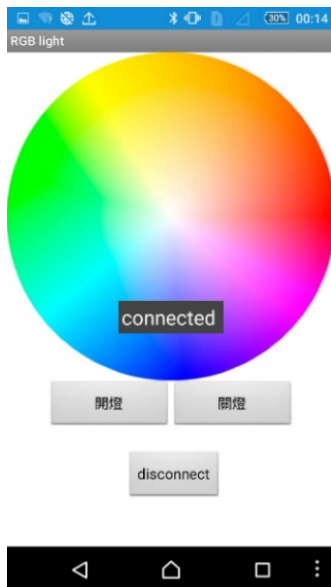 30% 00:14
RGB light
connected
開燈 關燈
disconnect